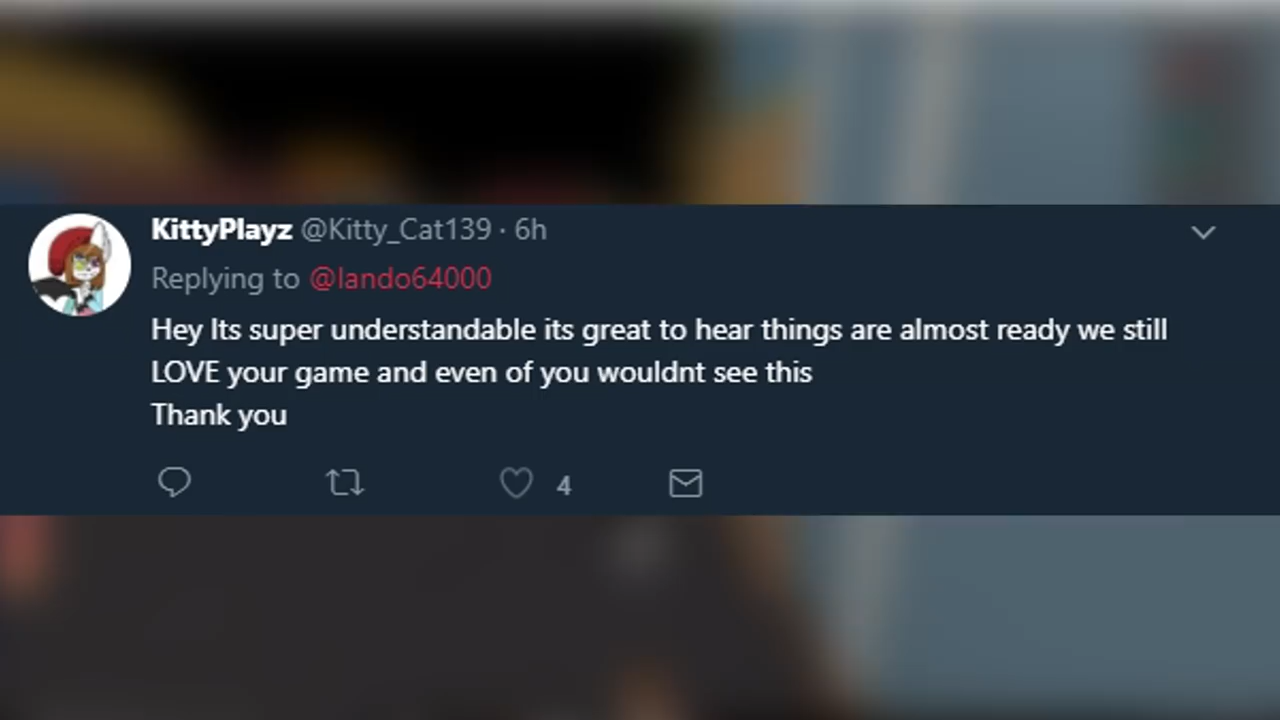 KittyPlayz @Kitty_Cat139 · 6h
Replying to @lando64000
Hey Its super understandable its great to hear things are almost ready we still
LOVE your game and even of you wouldnt see this
Thank you
4